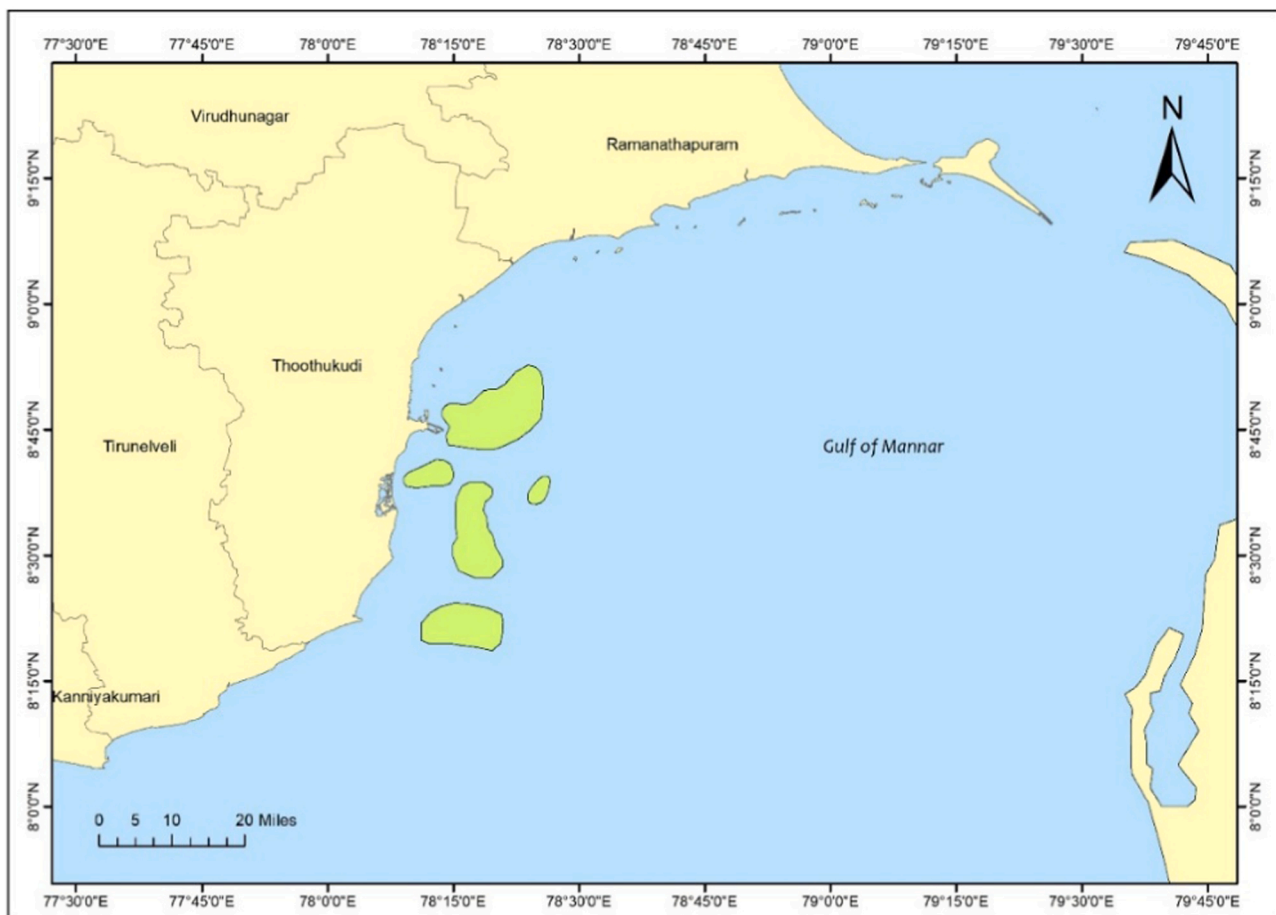 77°30'0"E 77°45'0"E 78°0'0"E 78°15'0"E 78°30'0"E 78°45'0"E 79°0'0"E 79°15'0"E 79°30'0"E 79°45'0"E
N
Virudhunagar
Ramanathapuram
9°15'0"N 9°15'0"N
9°0'0"N 9°0'0"N
Thoothukudi
8°45'0"N 8°45'0"N
Tirunelveli
Gulf of Mannar
8°30'0"N 8°30'0"N
8°15'0"N 8°15'0"N
Kanniyakumari
8°0'0"N 8°0'0"N
0 5 10 20 Miles
77°30'0"E 77°45'0"E 78°0'0"E 78°15'0"E 78°30'0"E 78°45'0"E 79°0'0"E 79°15'0"E 79°30'0"E 79°45'0"E